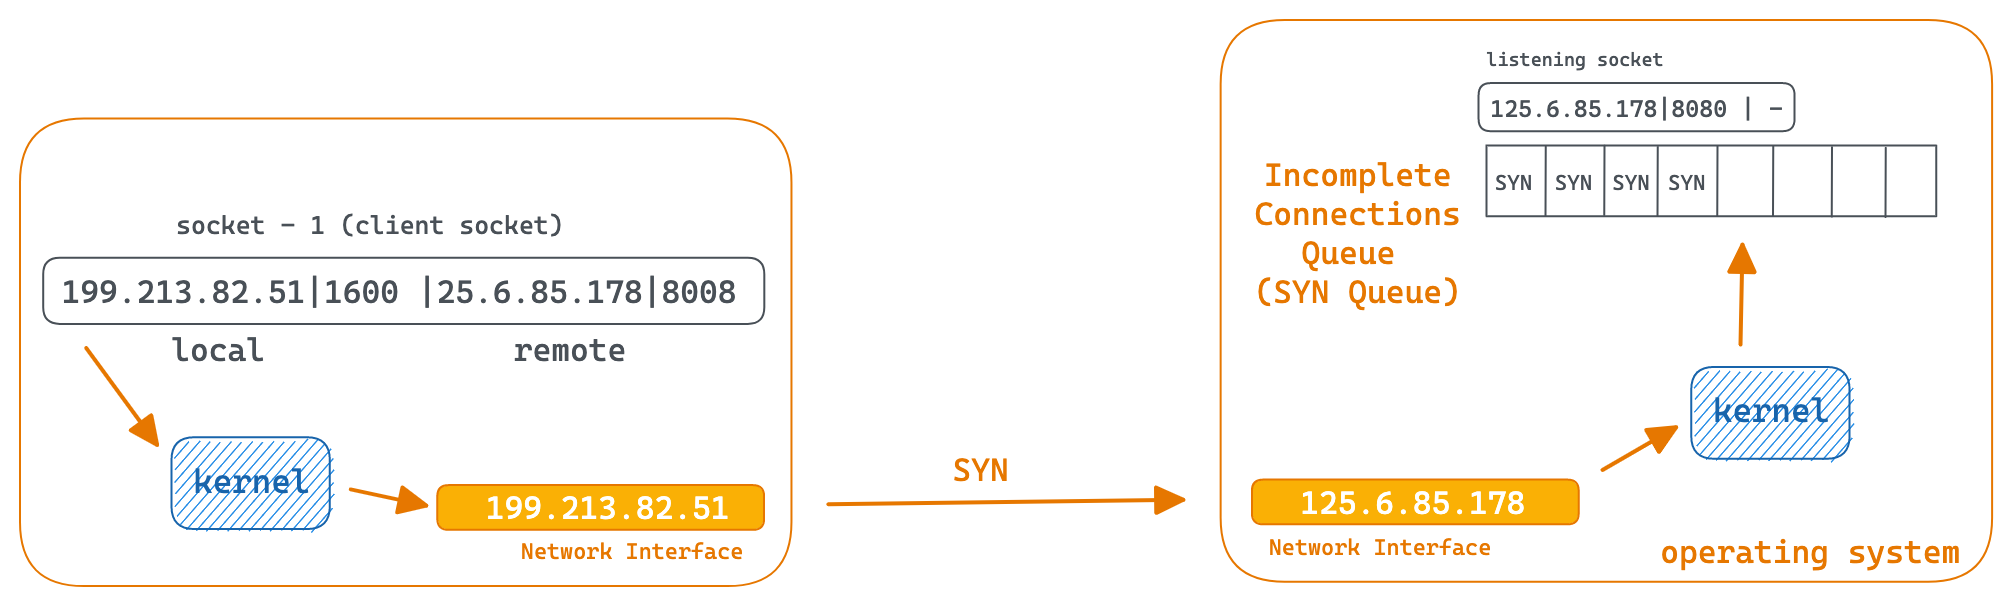 socket - 1 (client socket)
199.213.82.51|1600 |25.6.85.178|8008
local remote
kernel
199.213.82.51
Network Interface
SYN
listening socket
125.6.85.178|8080 | -
Incomplete
Connections
Queue
(SYN Queue)
SYN SYN SYN SYN
kernel
125.6.85.178
Network Interface
operating system